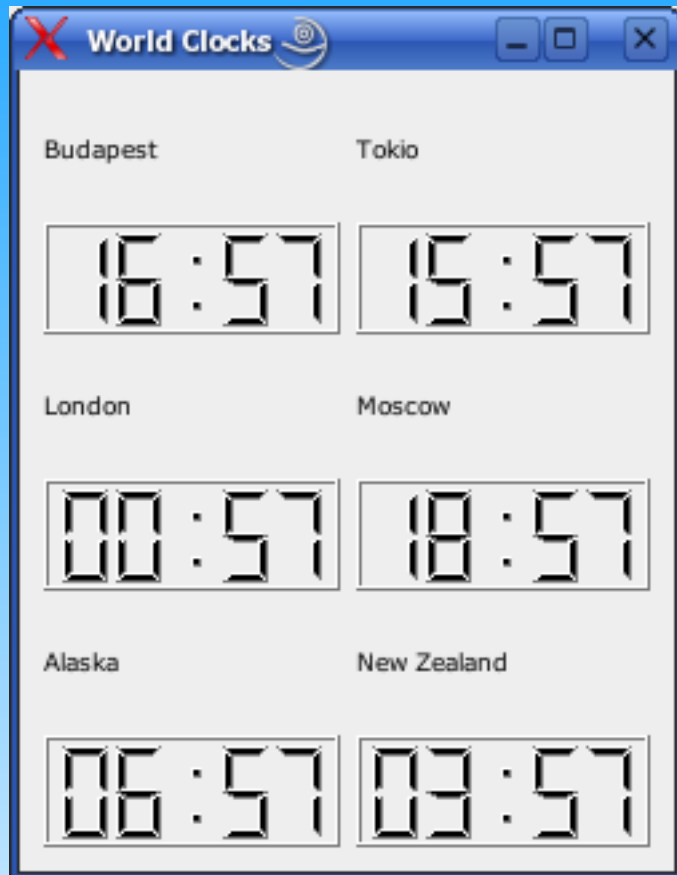 World Clocks
Budapest Tokio
16:57 15:57
London Moscow
00:57 18:57
Alaska New Zealand
06:57 03:57